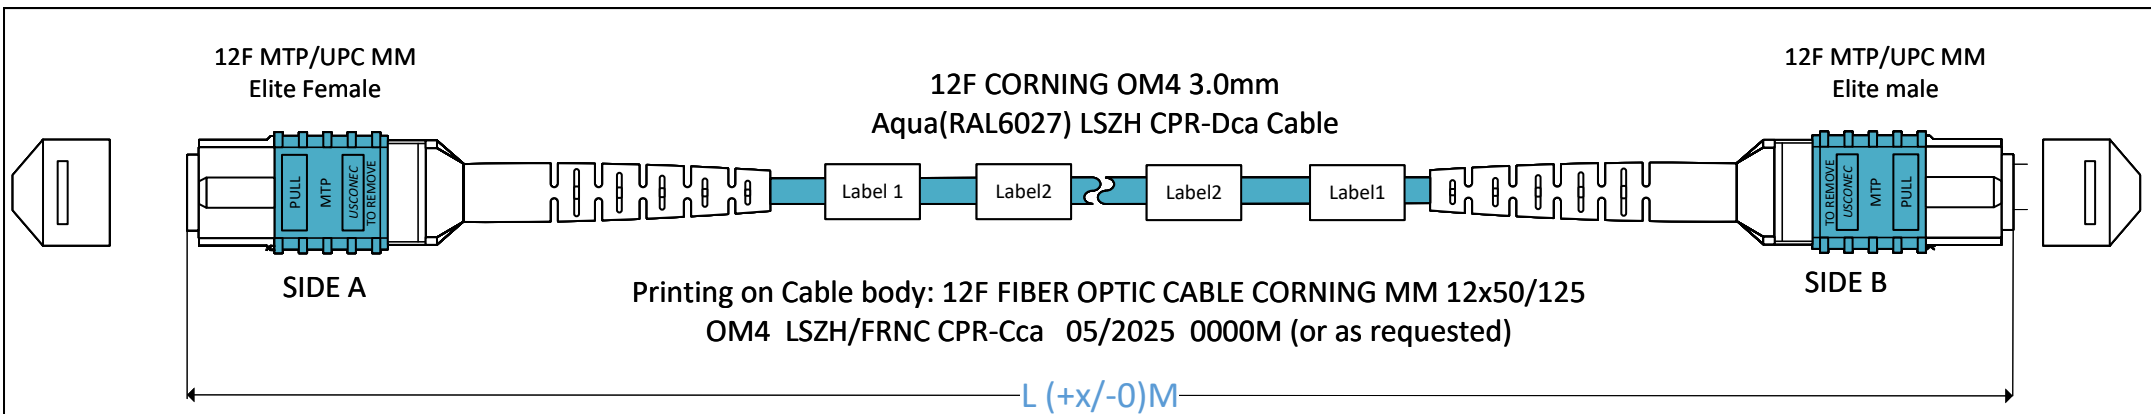 12F MTP/UPC MM
Elite Female
12F MTP/UPC MM
Elite male
12F CORNING OM4 3.0mm
Aqua(RAL6027) LSZH CPR-Dca Cable
PULL
MTP
USCONEC
TO REMOVE
Label 1
Label2
Label2
Label1
TO REMOVE
USCONEC
MTP
PULL
SIDE A
SIDE B
Printing on Cable body: 12F FIBER OPTIC CABLE CORNING MM 12x50/125
OM4 LSZH/FRNC CPR-Cca 05/2025 0000M (or as requested)
L (+x/-0)M